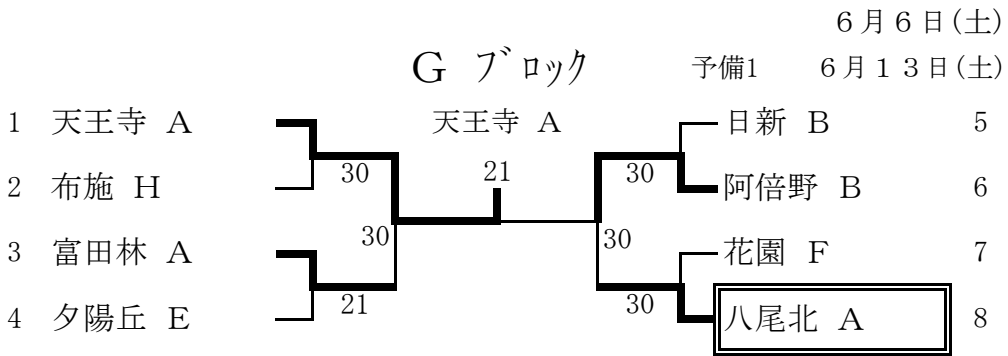 ６月６日(土)
Ｇ ブロック 予備1 ６月１３日(土)
1 天王寺 Ａ 天王寺 Ａ 日新 Ｂ 5
30 21 30
2 布施 Ｈ 阿倍野 Ｂ 6
30 30
3 富田林 Ａ 花園 Ｆ 7
21 30
4 夕陽丘 Ｅ 八尾北 Ａ 8